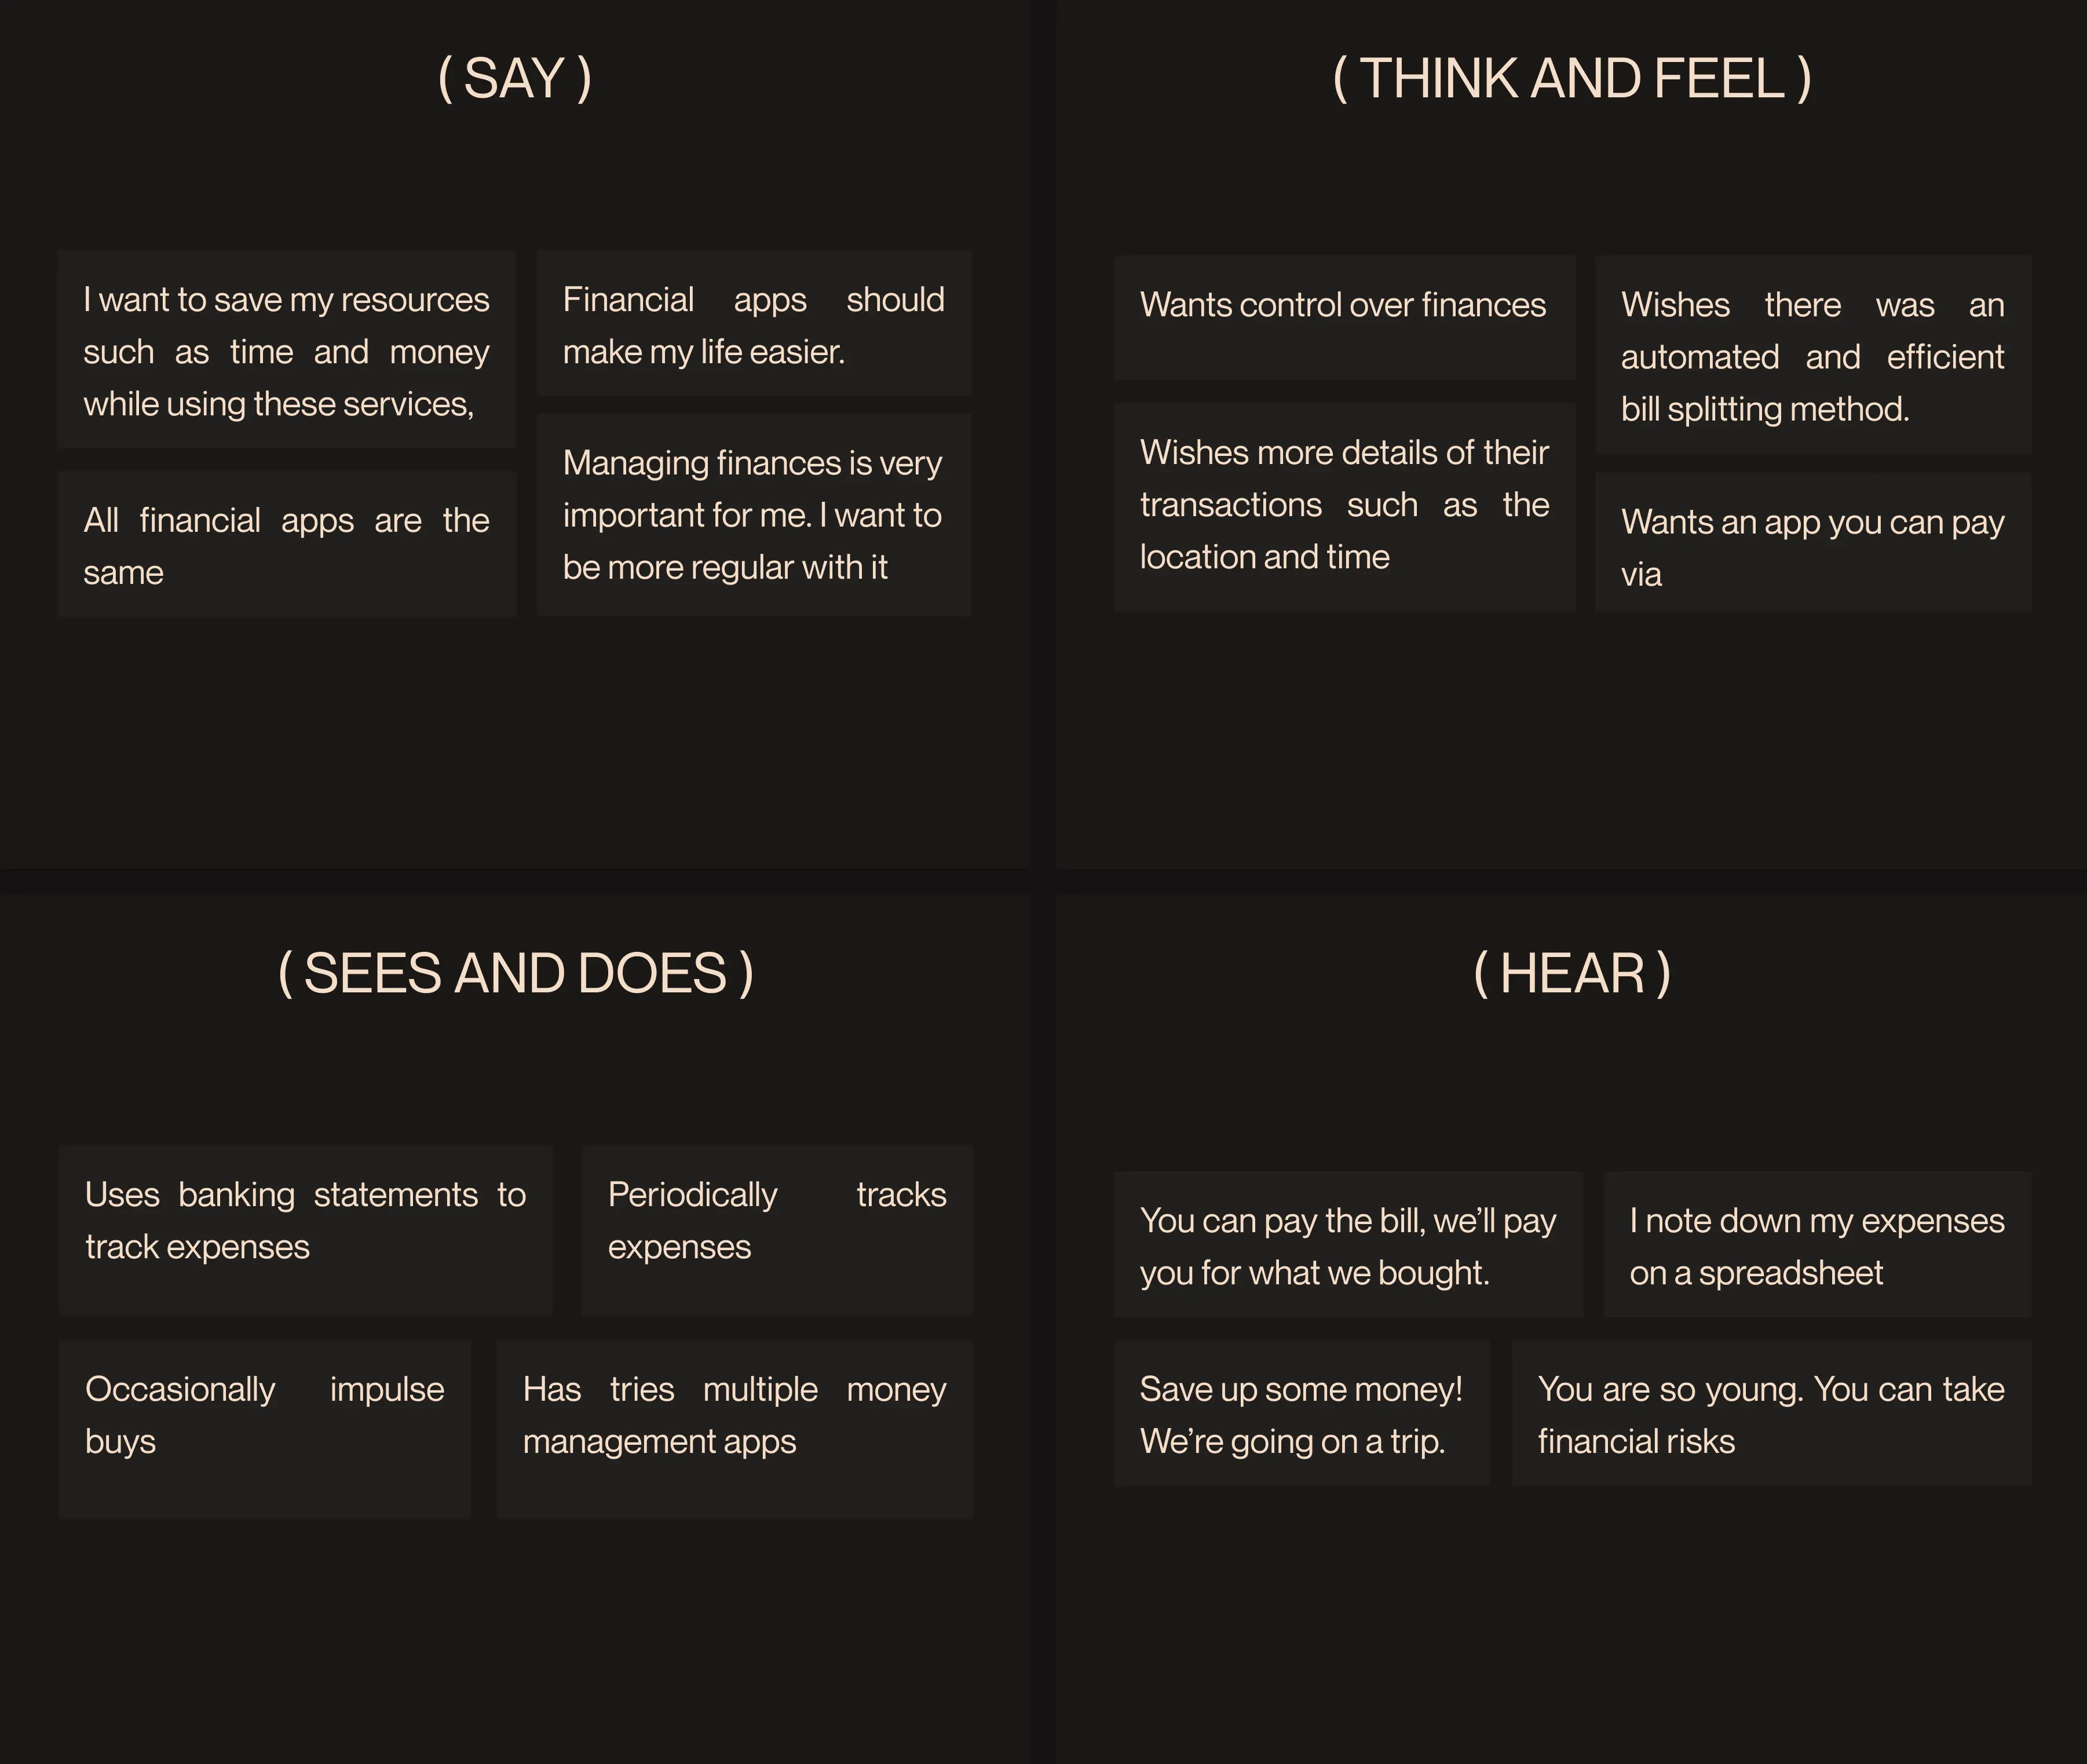 ( SAY )
I want to save my resources
such as time and money
while using these services,
All financial apps are the
same
Financial apps should
make my life easier.
Managing finances is very
important for me. I want to
be more regular with it
( THINK AND FEEL )
Wants control over finances
Wishes more details of their
transactions such as the
location and time
Wishes there was an
automated and efficient
bill splitting method.
Wants an app you can pay
via
( SEES AND DOES )
Uses banking statements to
track expenses
Periodically tracks
expenses
Occasionally impulse
buys
Has tries multiple money
management apps
( HEAR )
You can pay the bill, we’ll pay
you for what we bought.
I note down my expenses
on a spreadsheet
Save up some money!
We’re going on a trip.
You are so young. You can take
financial risks